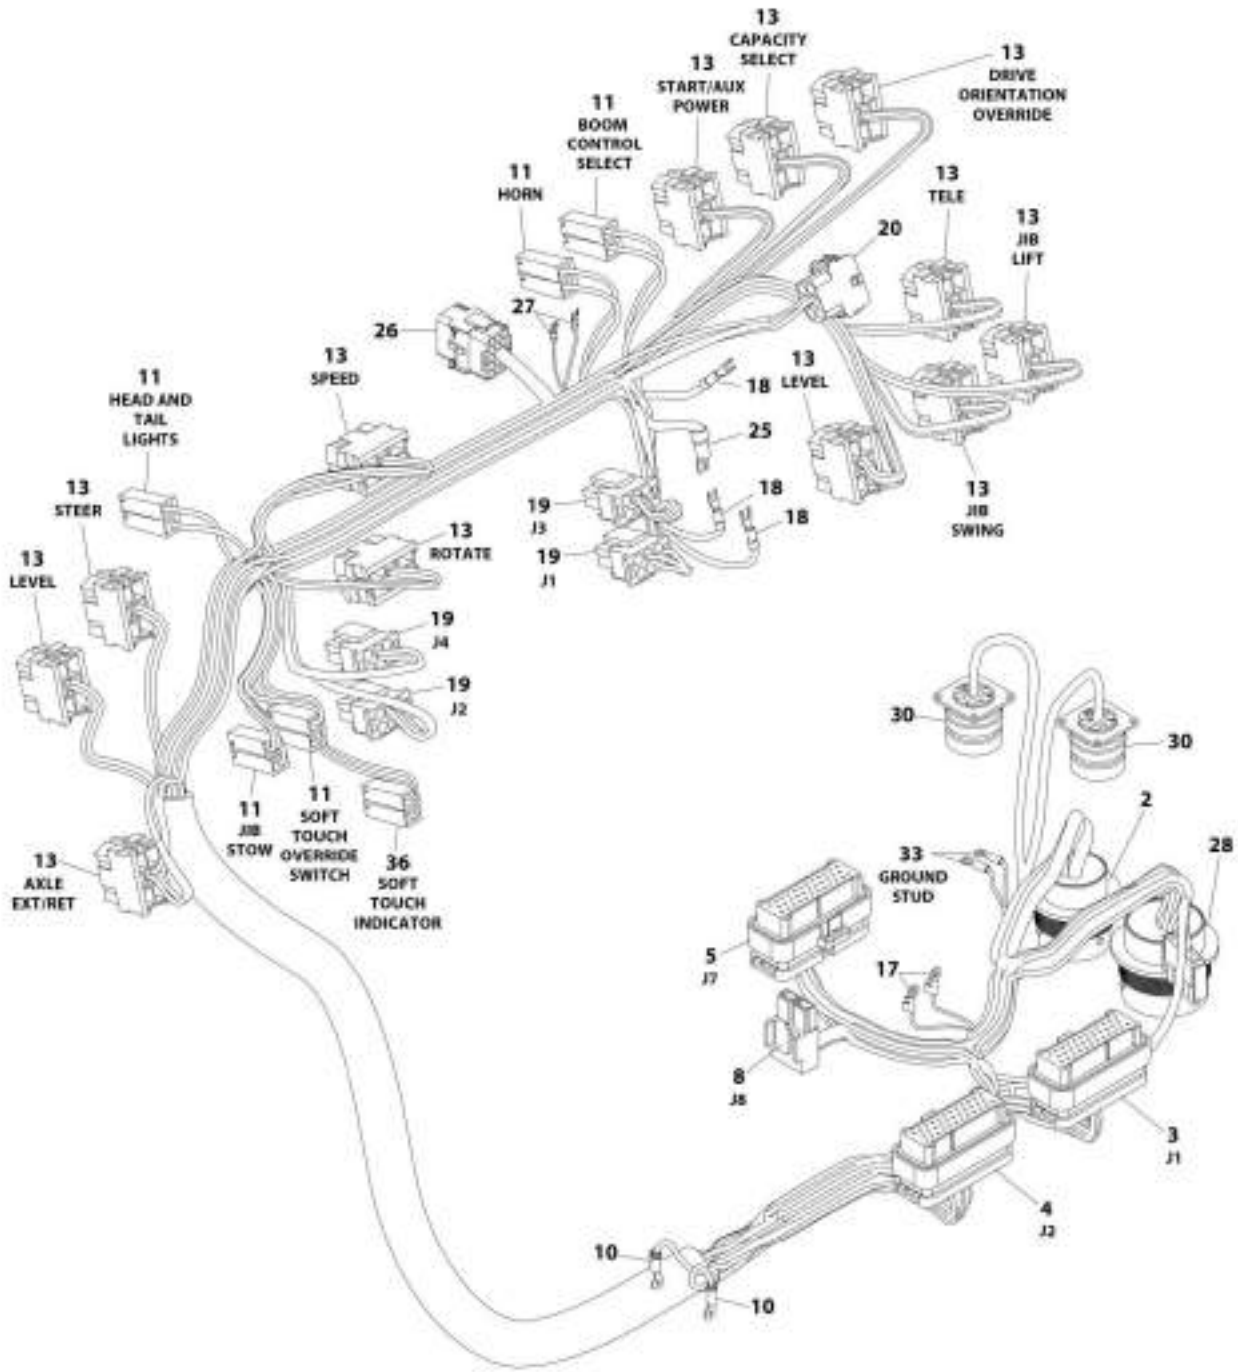 13
CAPACITY
SELECT
13
START/AUX
POWER
13
DRIVE
ORIENTATION
OVERRIDE
11
BOOM
CONTROL
SELECT
11
HORN
13
TELE
13
JIB
LIFT
20
27
26
13
SPEED
13
LEVEL
18
25
11
HEAD AND
TAIL
LIGHTS
13
STEER
19
J3
18
18
13
JIB
SWING
13
ROTATE
19
J1
13
LEVEL
19
J4
19
J2
30
30
11
JIB
STOW
11
SOFT
TOUCH
OVERRIDE
SWITCH
36
SOFT
TOUCH
INDICATOR
2
28
33
GROUND
STUD
13
AXLE
EXT/RET
5
J7
17
8
J8
3
J1
4
J2
10
10